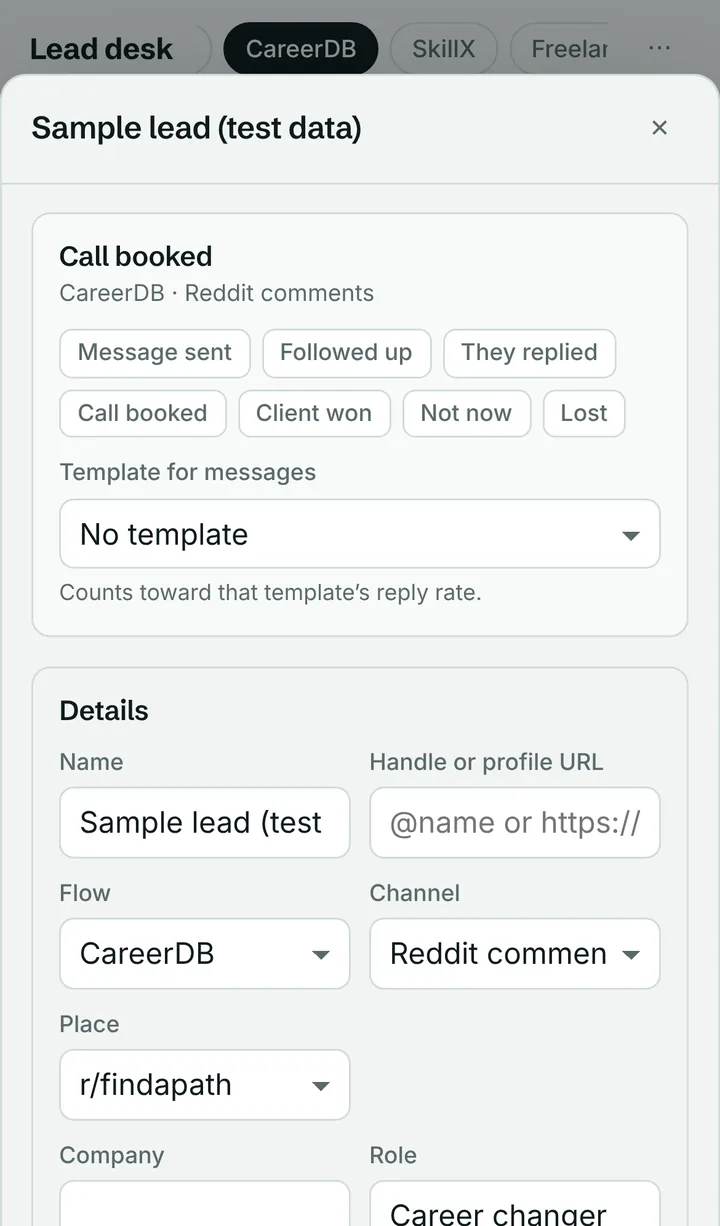 Lead desk CareerDB SkillX Freelar ...
Sample lead (test data) ×
Call booked
CareerDB · Reddit comments
Message sent Followed up They replied
Call booked Client won Not now Lost
Template for messages
No template
Counts toward that template’s reply rate.
Details
Name Handle or profile URL
Sample lead (test @name or https://
Flow Channel
CareerDB Reddit commen
Place
r/findapath
Company Role
Career changer